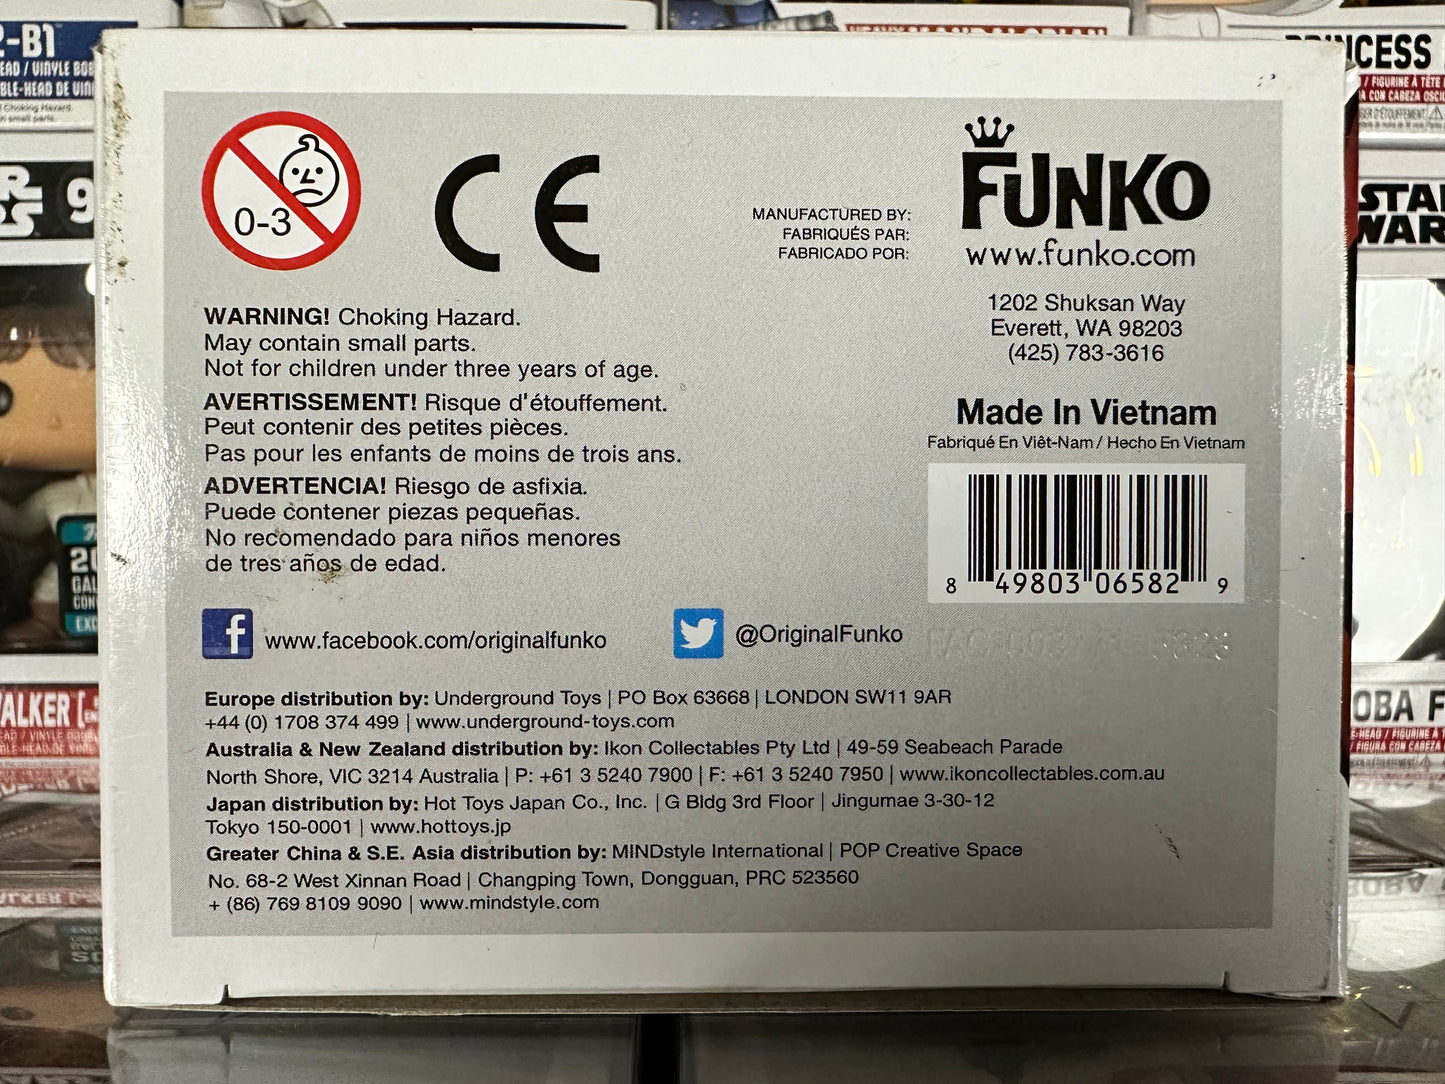 0-3
CE
MANUFACTURED BY:
FABRIQUÉS PAR:
FABRICADO POR:
FUNKO
www.funko.com
1202 Shuksan Way
Everett, WA 98203
(425) 783-3616
Made In Vietnam
Fabriqué En Viêt-Nam / Hecho En Vietnam
8 49803 06582 9
WARNING! Choking Hazard.
May contain small parts.
Not for children under three years of age.
AVERTISSEMENT! Risque d'étouffement.
Peut contenir des petites pièces.
Pas pour les enfants de moins de trois ans.
ADVERTENCIA! Riesgo de asfixia.
Puede contener piezas pequeñas.
No recomendado para niños menores
de tres años de edad.
f www.facebook.com/originalfunko
@OriginalFunko
Europe distribution by: Underground Toys | PO Box 63668 | LONDON SW11 9AR
+44 (0) 1708 374 499 | www.underground-toys.com
Australia & New Zealand distribution by: Ikon Collectables Pty Ltd | 49-59 Seabeach Parade
North Shore, VIC 3214 Australia | P: +61 3 5240 7900 | F: +61 3 5240 7950 | www.ikoncollectables.com.au
Japan distribution by: Hot Toys Japan Co., Inc. | G Bldg 3rd Floor | Jingumae 3-30-12
Tokyo 150-0001 | www.hottoys.jp
Greater China & S.E. Asia distribution by: MINDstyle International | POP Creative Space
No. 68-2 West Xinnan Road | Changping Town, Dongguan, PRC 523560
+ (86) 769 8109 9090 | www.mindstyle.com
2-B1
PRINCESS
STAR
WAR